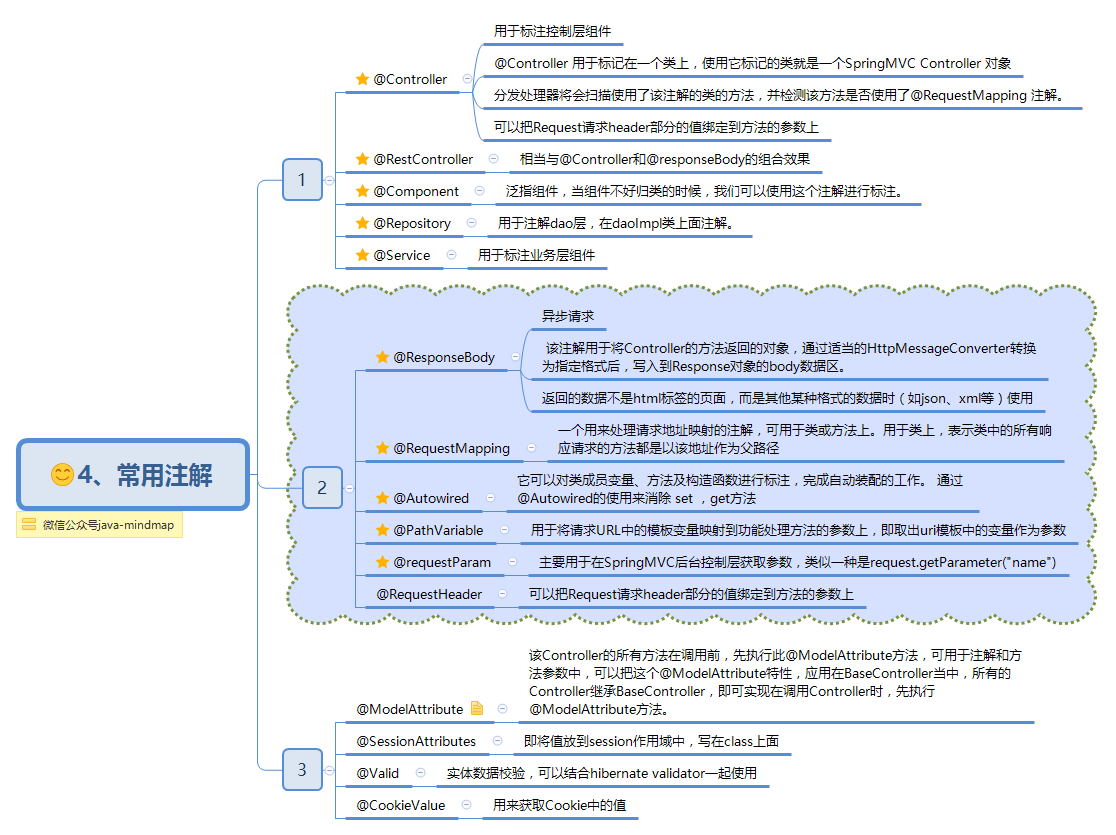 4、常用注解
微信公众号java-mindmap
1
@Controller
用于标注控制层组件
@Controller 用于标记在一个类上，使用它标记的类就是一个SpringMVC Controller 对象
分发处理器将会扫描使用了该注解的类的方法，并检测该方法是否使用了@RequestMapping 注解。
可以把Request请求header部分的值绑定到方法的参数上
@RestController
相当与@Controller和@responseBody的组合效果
@Component
泛指组件，当组件不好归类的时候，我们可以使用这个注解进行标注。
@Repository
用于注解dao层，在daoImpl类上面注解。
@Service
用于标注业务层组件
2
@ResponseBody
异步请求
该注解用于将Controller的方法返回的对象，通过适当的HttpMessageConverter转换
为指定格式后，写入到Response对象的body数据区。
返回的数据不是html标签的页面，而是其他某种格式的数据时（如json、xml等）使用
@RequestMapping
一个用来处理请求地址映射的注解，可用于类或方法上。用于类上，表示类中的所有响
应请求的方法都是以该地址作为父路径
@Autowired
它可以对类成员变量、方法及构造函数进行标注，完成自动装配的工作。 通过
@Autowired的使用来消除 set ，get方法
@PathVariable
用于将请求URL中的模板变量映射到功能处理方法的参数上，即取出uri模板中的变量作为参数
@requestParam
主要用于在SpringMVC后台控制层获取参数，类似一种是request.getParameter("name")
@RequestHeader
可以把Request请求header部分的值绑定到方法的参数上
3
@ModelAttribute
该Controller的所有方法在调用前，先执行此@ModelAttribute方法，可用于注解和方
法参数中，可以把这个@ModelAttribute特性，应用在BaseController当中，所有的
Controller继承BaseController，即可实现在调用Controller时，先执行
@ModelAttribute方法。
@SessionAttributes
即将值放到session作用域中，写在class上面
@Valid
实体数据校验，可以结合hibernate validator一起使用
@CookieValue
用来获取Cookie中的值